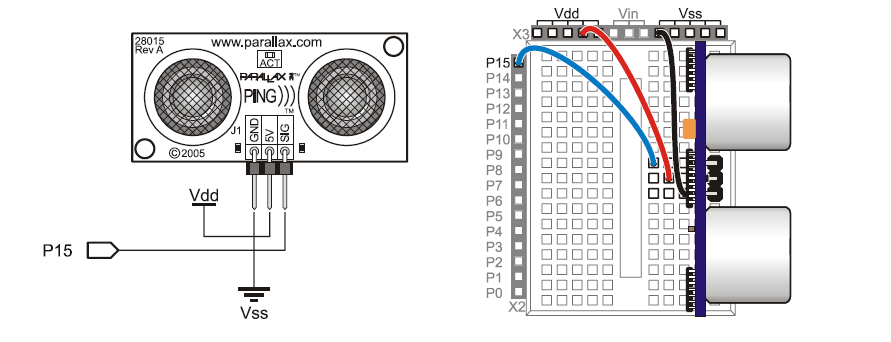 28015
Rev A
www.parallax.com
ACT
PARALLAX
PING)))™
J1
GND
5V
SIG
©2005
Vdd
P15
Vss
Vdd
Vin
Vss
X3
P15
P14
P13
P12
P11
P10
P9
P8
P7
P6
P5
P4
P3
P2
P1
P0
X2